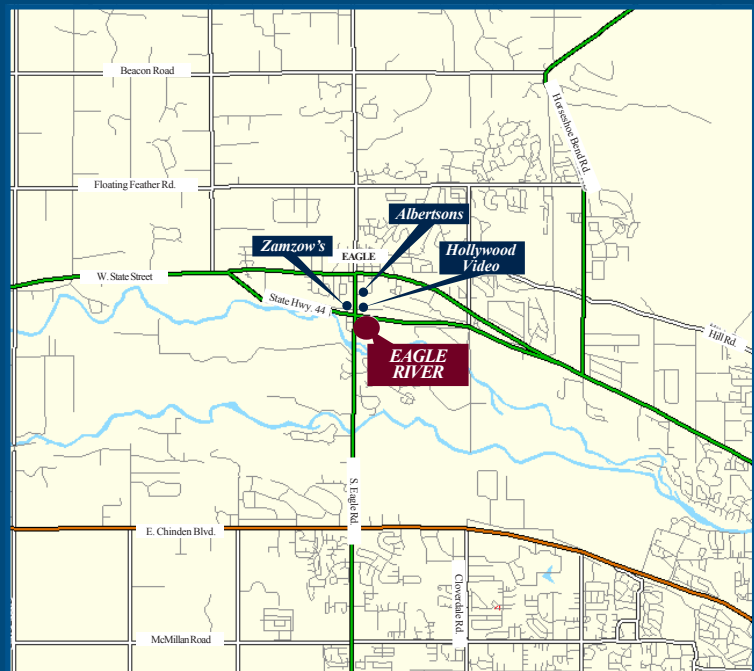 Beacon Road
Horseshoe Bend Rd.
Floating Feather Rd.
Albertsons
Zamzow's
EAGLE
Hollywood
Video
W. State Street
State Hwy. 44
Hill Rd.
EAGLE
RIVER
S. Eagle Rd.
E. Chinden Blvd.
Cloverdale Rd.
McMillan Road